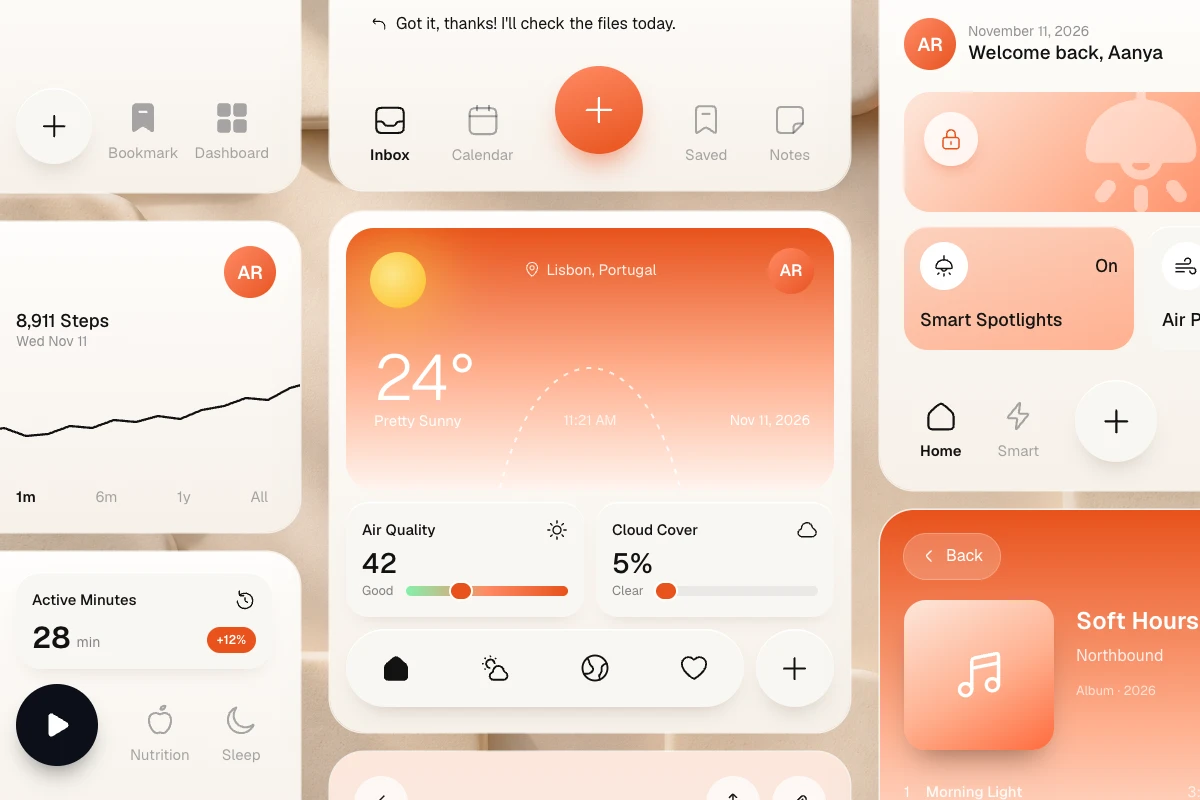 Bookmark
Dashboard
AR
8,911 Steps
Wed Nov 11
1m 6m 1y All
Active Minutes
28 min
+12%
Nutrition
Sleep
Got it, thanks! I'll check the files today.
Inbox
Calendar
Saved
Notes
Lisbon, Portugal
AR
24°
Pretty Sunny
11:21 AM
Nov 11, 2026
Air Quality
42
Good
Cloud Cover
5%
Clear
AR
November 11, 2026
Welcome back, Aanya
On
Smart Spotlights
Air
Home
Smart
Back
Soft Hours
Northbound
Album · 2026
1 Morning Light